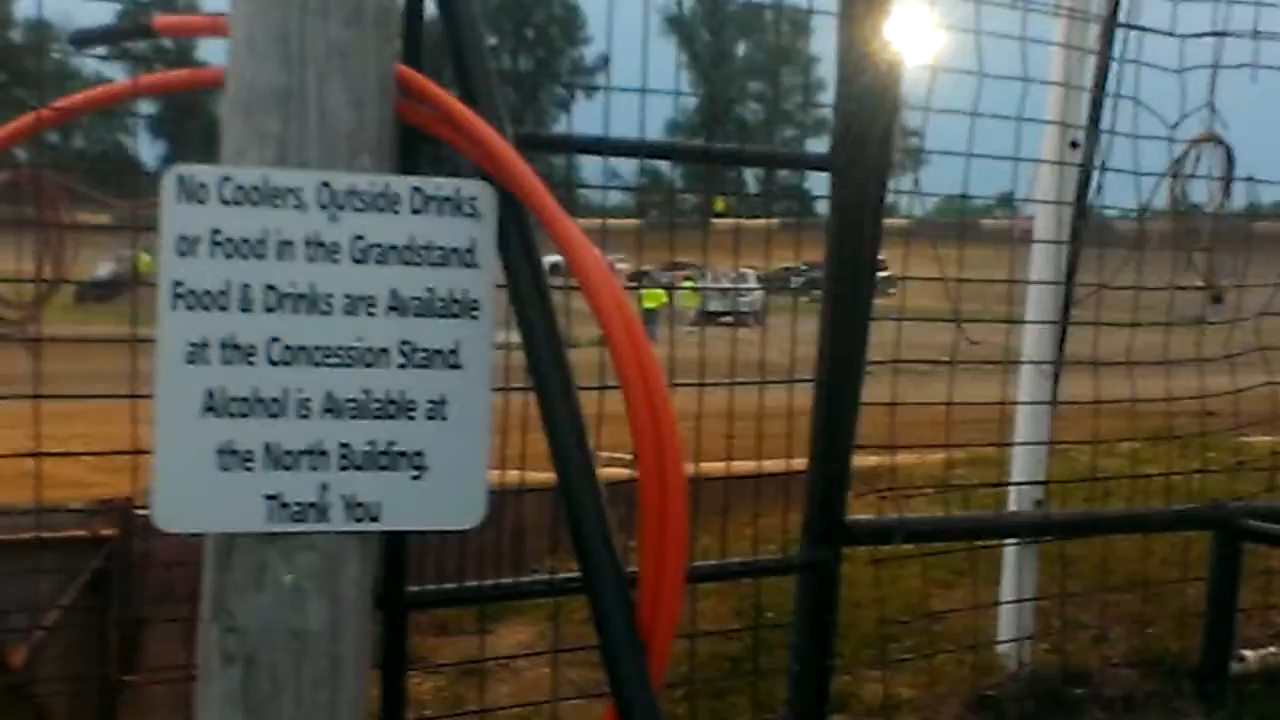 No Coolers, Outside Drinks,
or Food in the Grandstand.
Food & Drinks are Available
at the Concession Stand.
Alcohol is Available at
the North Building.
Thank You